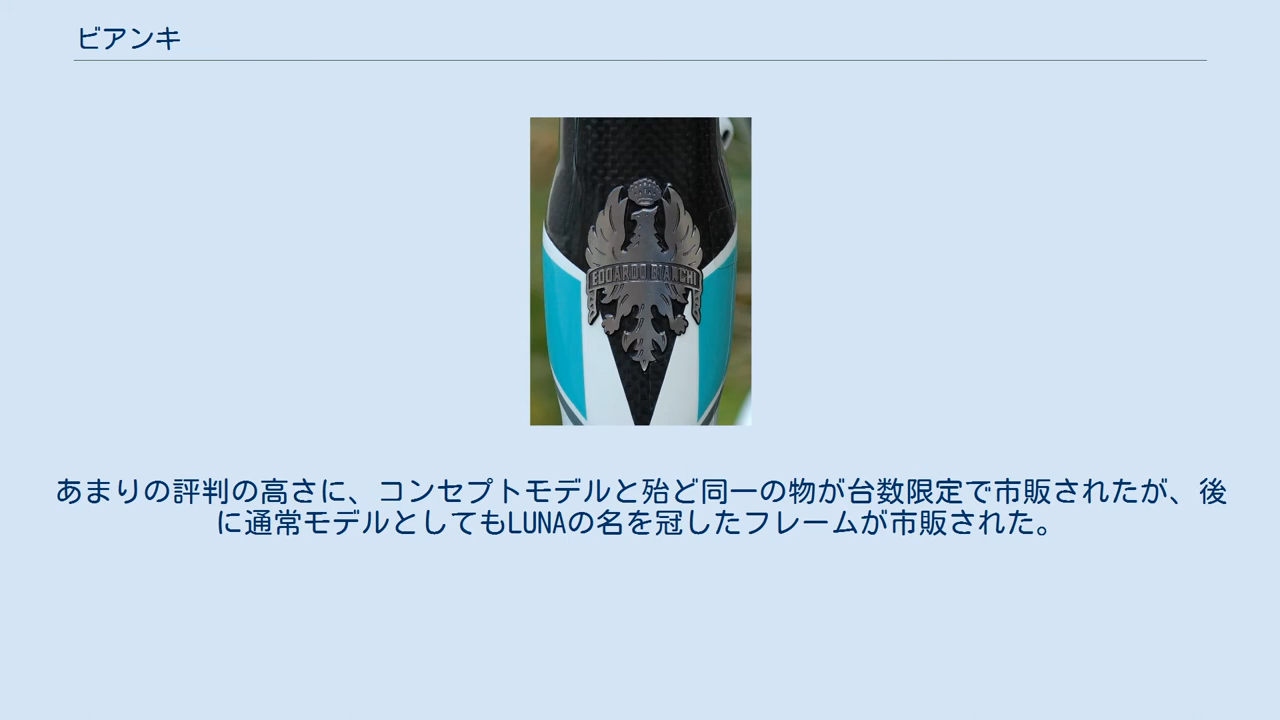 ビアンキ
EDOARDO BIANCHI
あまりの評判の高さに、コンセプトモデルと殆ど同一の物が台数限定で市販されたが、後
に通常モデルとしてもLUNAの名を冠したフレームが市販された。